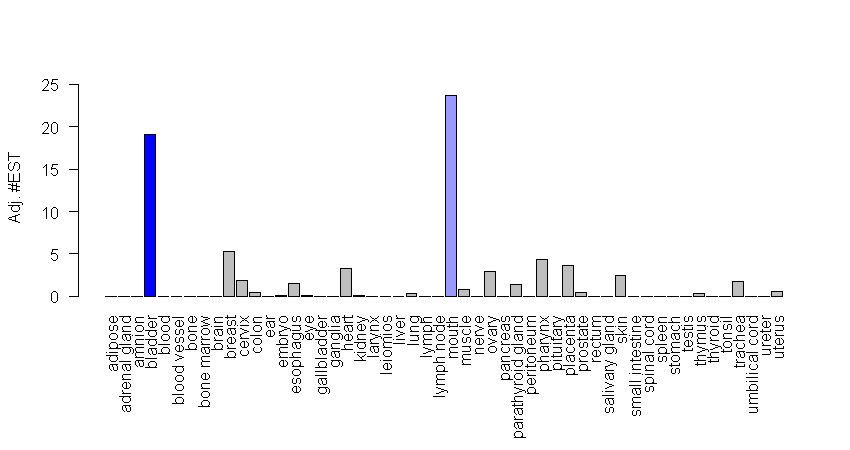 Adj. #EST
25
20
15
10
5
0
adipose
adrenal gland
amnion
bladder
blood
blood vessel
bone
bone marrow
brain
breast
cervix
colon
ear
embryo
esophagus
eye
gallbladder
ganglia
heart
kidney
larynx
leiomios
liver
lung
lymph
lymph node
mouth
muscle
nerve
ovary
pancreas
parathyroid gland
peritoneum
pharynx
pituitary
placenta
prostate
rectum
salivary gland
skin
small intestine
spinal cord
spleen
stomach
testis
thymus
thyroid
tonsil
trachea
umbilical cord
ureter
uterus